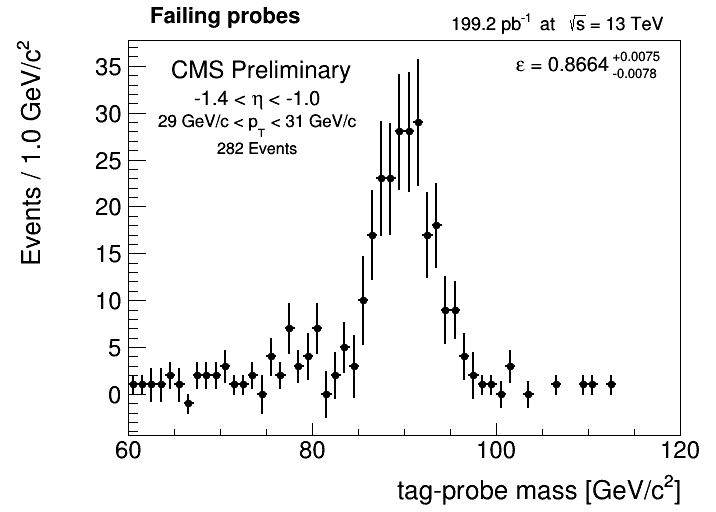 Failing probes
199.2 pb⁻¹ at √s = 13 TeV
CMS Preliminary
-1.4 < η < -1.0
29 GeV/c < p_T < 31 GeV/c
282 Events
ε = 0.8664 +0.0075 -0.0078
Events / 1.0 GeV/c²
35
30
25
20
15
10
5
0
60 80 100 120
tag-probe mass [GeV/c²]